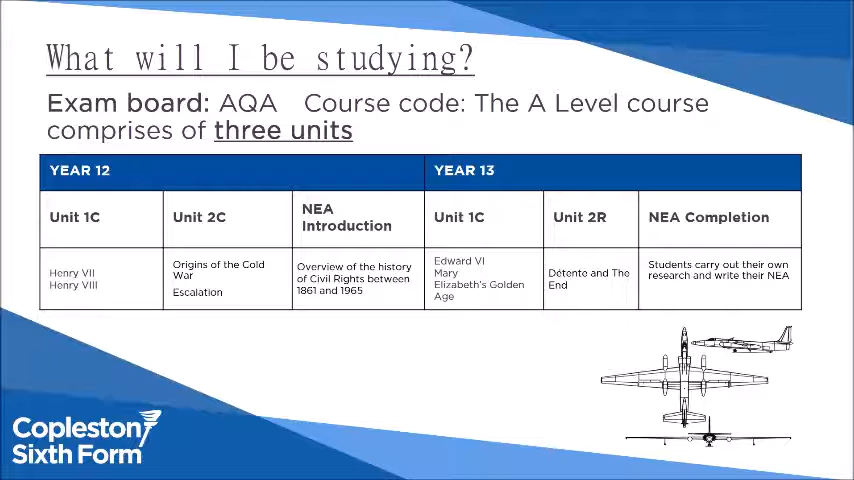 What will I be studying?
Exam board: AQA Course code: The A Level course
comprises of three units
YEAR 12
YEAR 13
Unit 1C
Unit 2C
NEA
Introduction
Unit 1C
Unit 2R
NEA Completion
Henry VII
Henry VIII
Origins of the Cold
War
Escalation
Overview of the history
of Civil Rights between
1861 and 1965
Edward VI
Mary
Elizabeth's Golden
Age
Détente and The
End
Students carry out their own
research and write their NEA
Copleston
Sixth Form